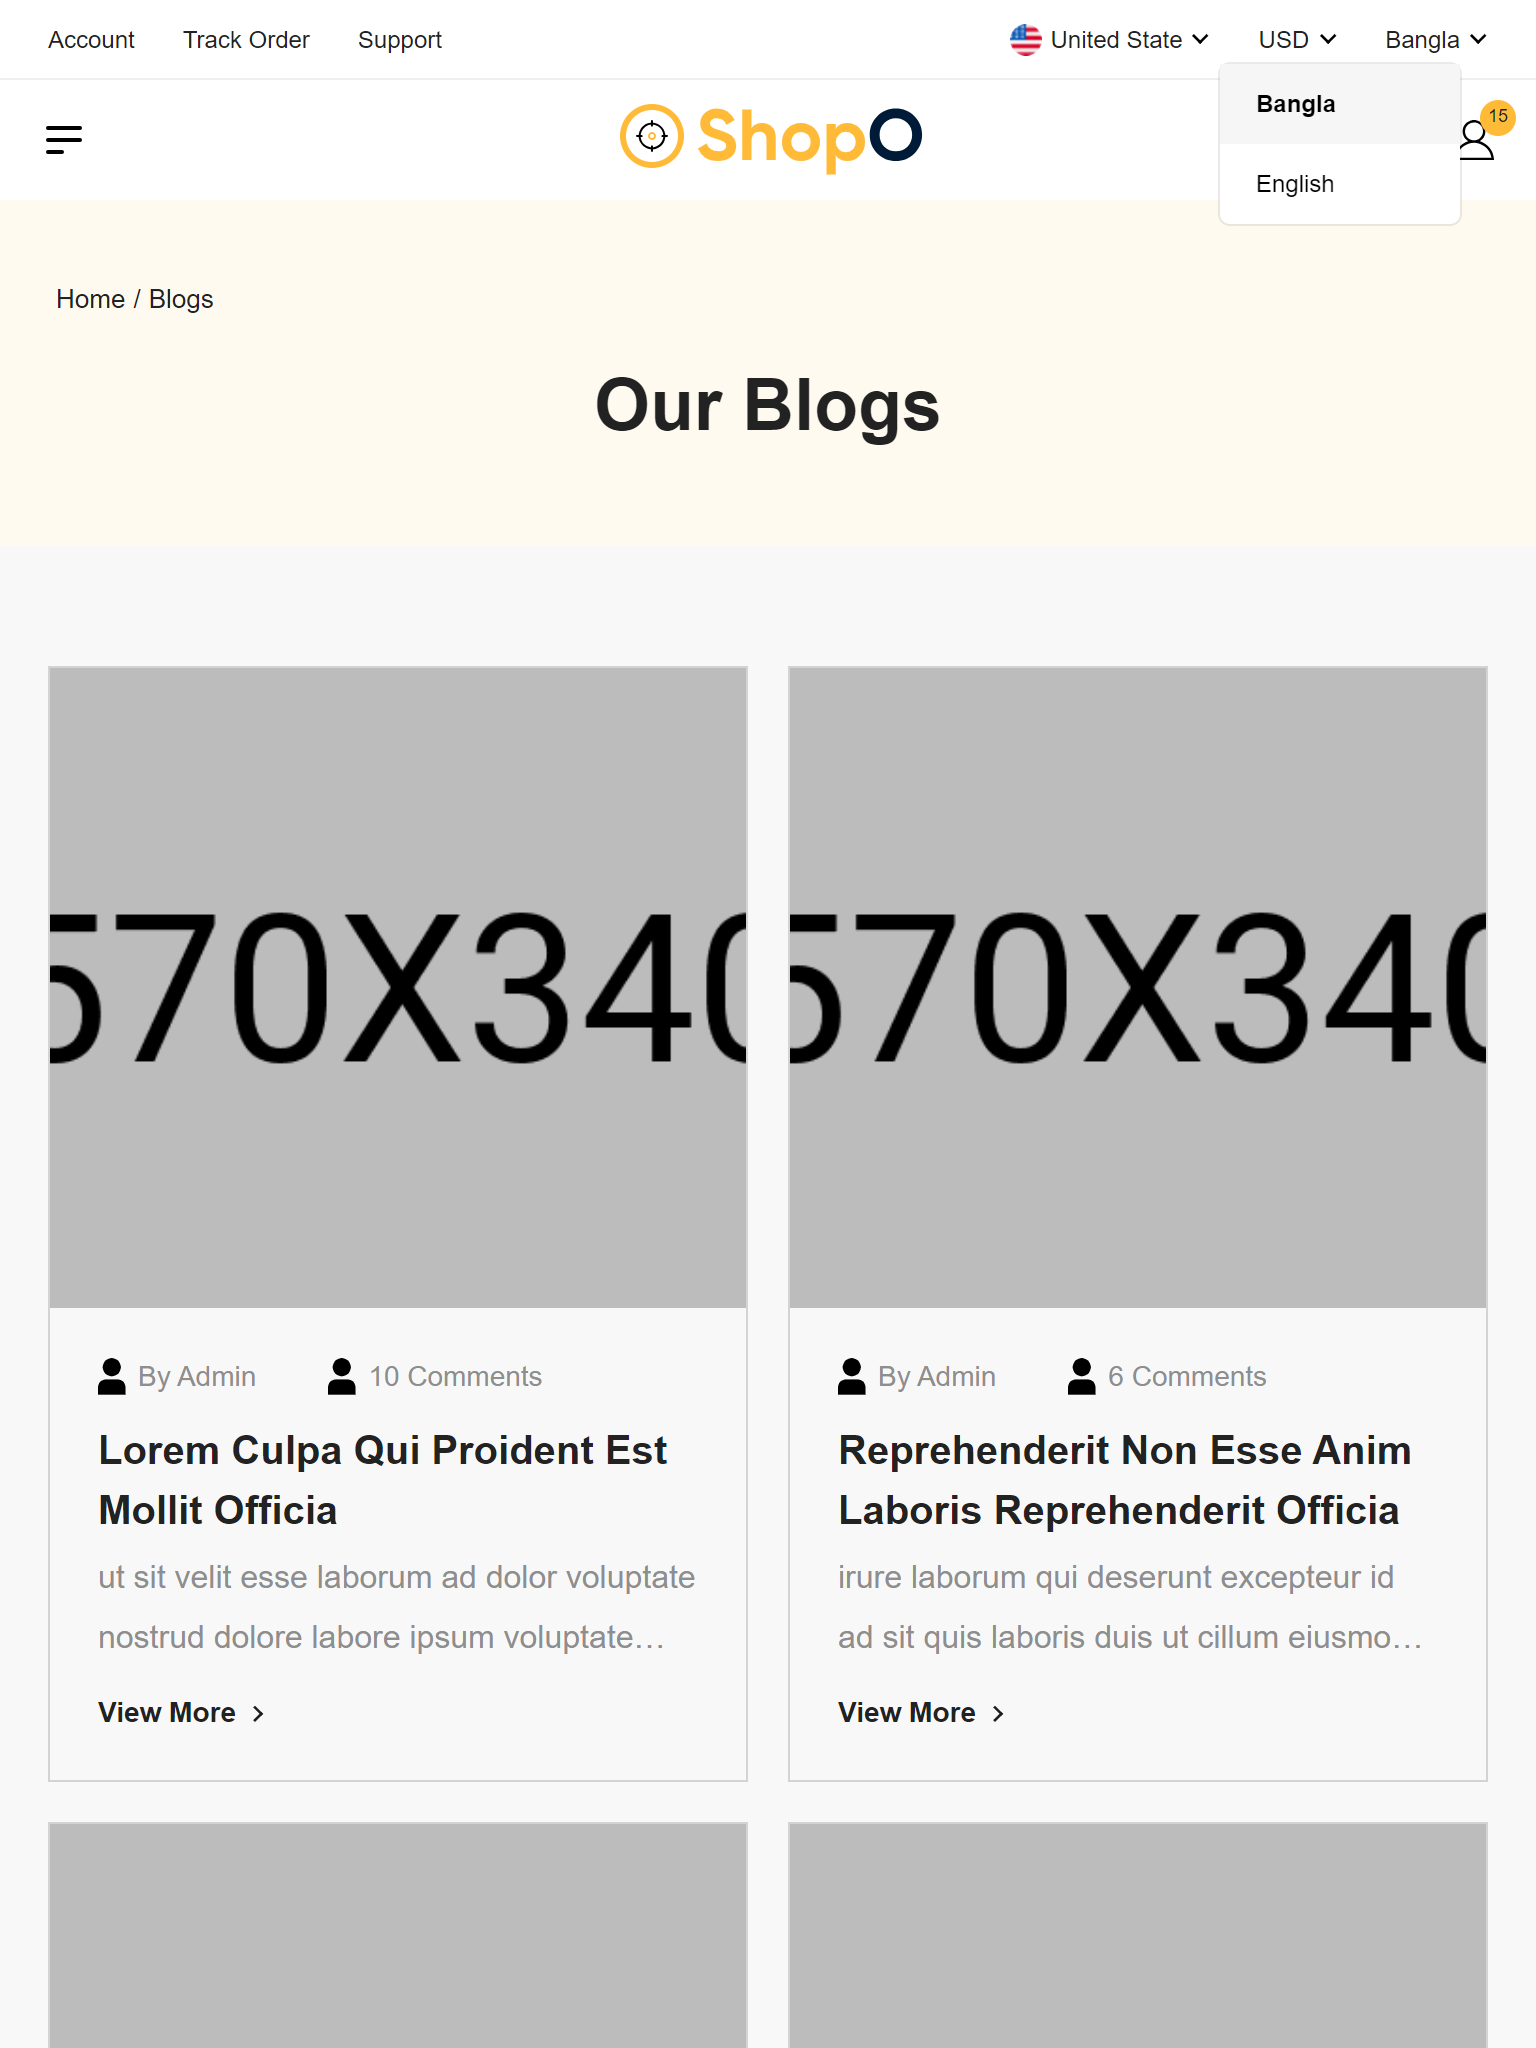 Account
Track Order
Support
United State
USD
Bangla
Bangla
English
ShopO
15
Home / Blogs
Our Blogs
570X340
570X340
By Admin
10 Comments
Lorem Culpa Qui Proident Est
Mollit Officia
ut sit velit esse laborum ad dolor voluptate
nostrud dolore labore ipsum voluptate…
View More
By Admin
6 Comments
Reprehenderit Non Esse Anim
Laboris Reprehenderit Officia
irure laborum qui deserunt excepteur id
ad sit quis laboris duis ut cillum eiusmo…
View More